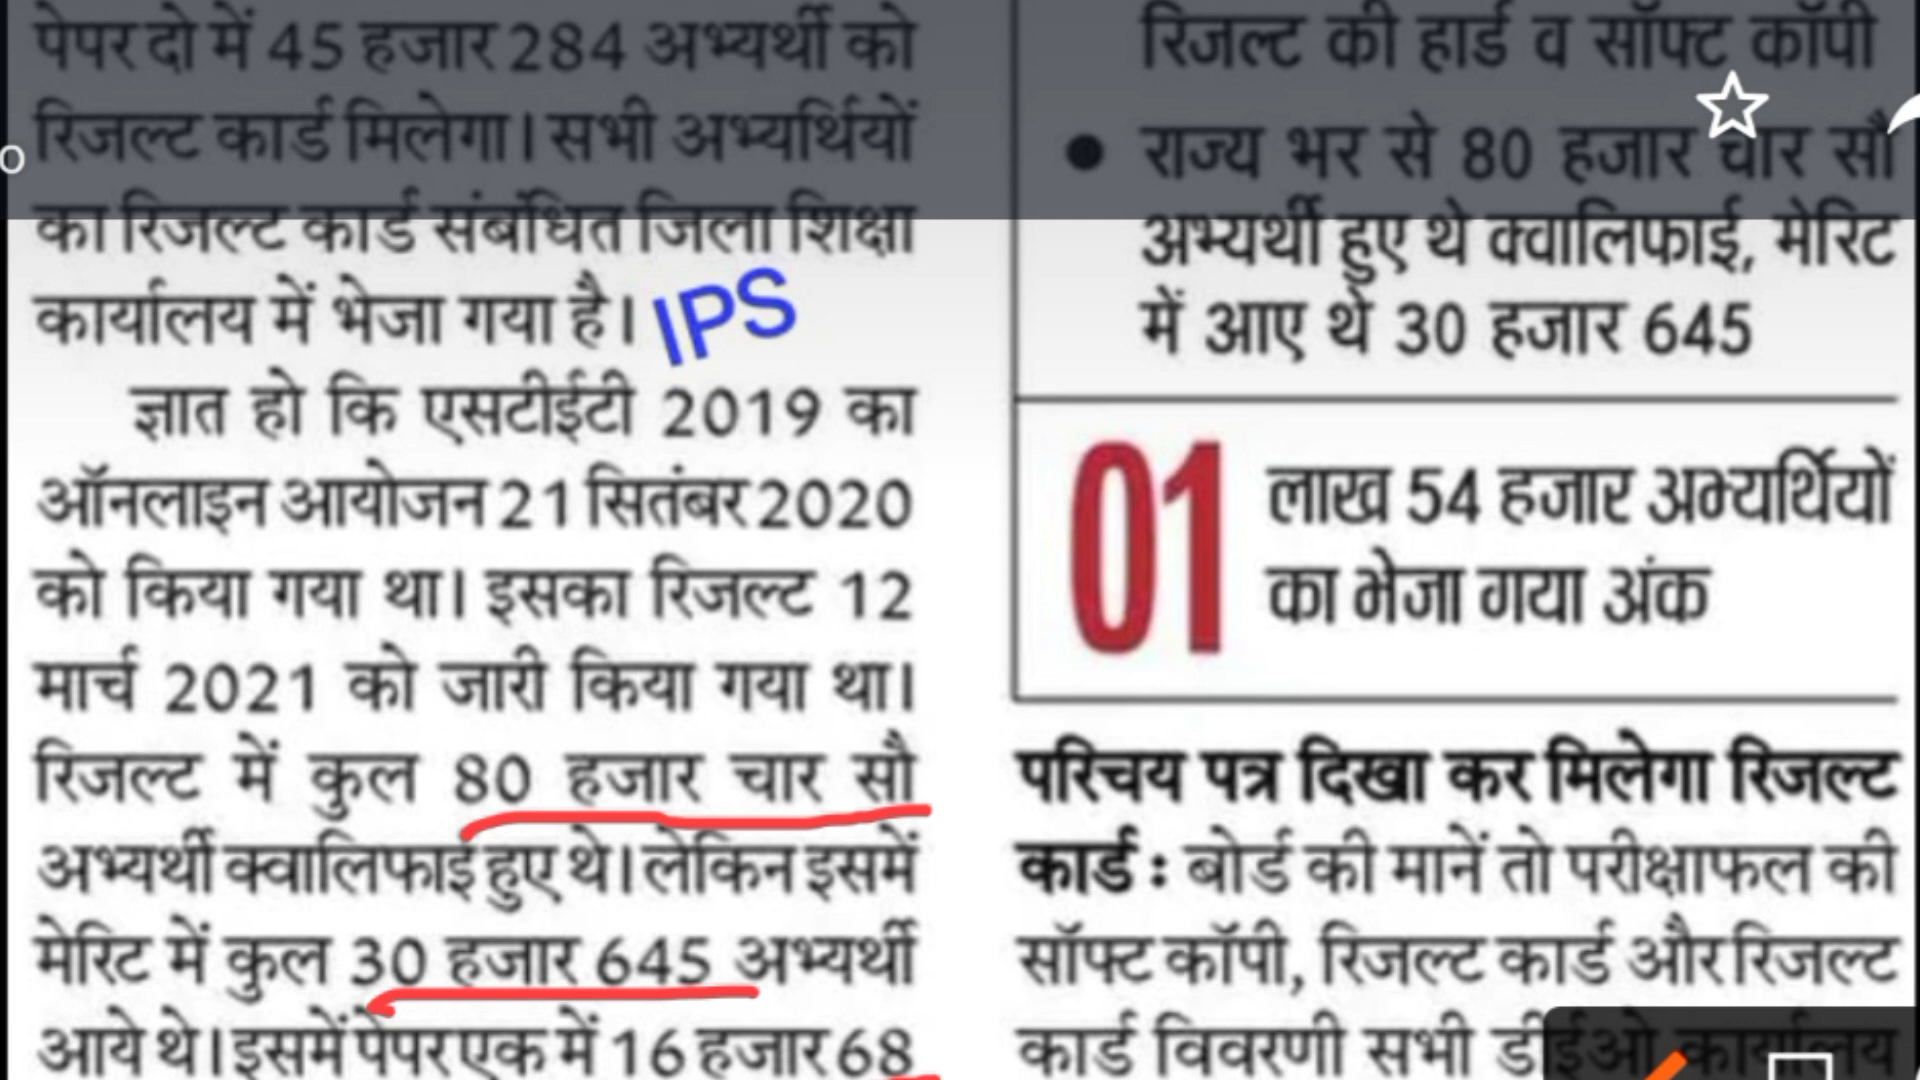 पेपर दो में 45 हजार 284 अभ्यर्थी को
रिजल्ट कार्ड मिलेगा। सभी अभ्यर्थियों
का रिजल्ट कार्ड संबंधित जिला शिक्षा
कार्यालय में भेजा गया है।
IPS
ज्ञात हो कि एसटीईटी 2019 का
ऑनलाइन आयोजन 21 सितंबर 2020
को किया गया था। इसका रिजल्ट 12
मार्च 2021 को जारी किया गया था।
रिजल्ट में कुल 80 हजार चार सौ
अभ्यर्थी क्वालिफाई हुए थे। लेकिन इसमें
मेरिट में कुल 30 हजार 645 अभ्यर्थी
आये थे। इसमें पेपर एक में 16 हजार 68
रिजल्ट की हार्ड व सॉफ्ट कॉपी
● राज्य भर से 80 हजार चार सौ
अभ्यर्थी हुए थे क्वालिफाई, मेरिट
में आए थे 30 हजार 645
01 लाख 54 हजार अभ्यर्थियों
का भेजा गया अंक
परिचय पत्र दिखा कर मिलेगा रिजल्ट
कार्ड : बोर्ड की मानें तो परीक्षाफल की
सॉफ्ट कॉपी, रिजल्ट कार्ड और रिजल्ट
कार्ड विवरणी सभी डीईओ कार्यालय